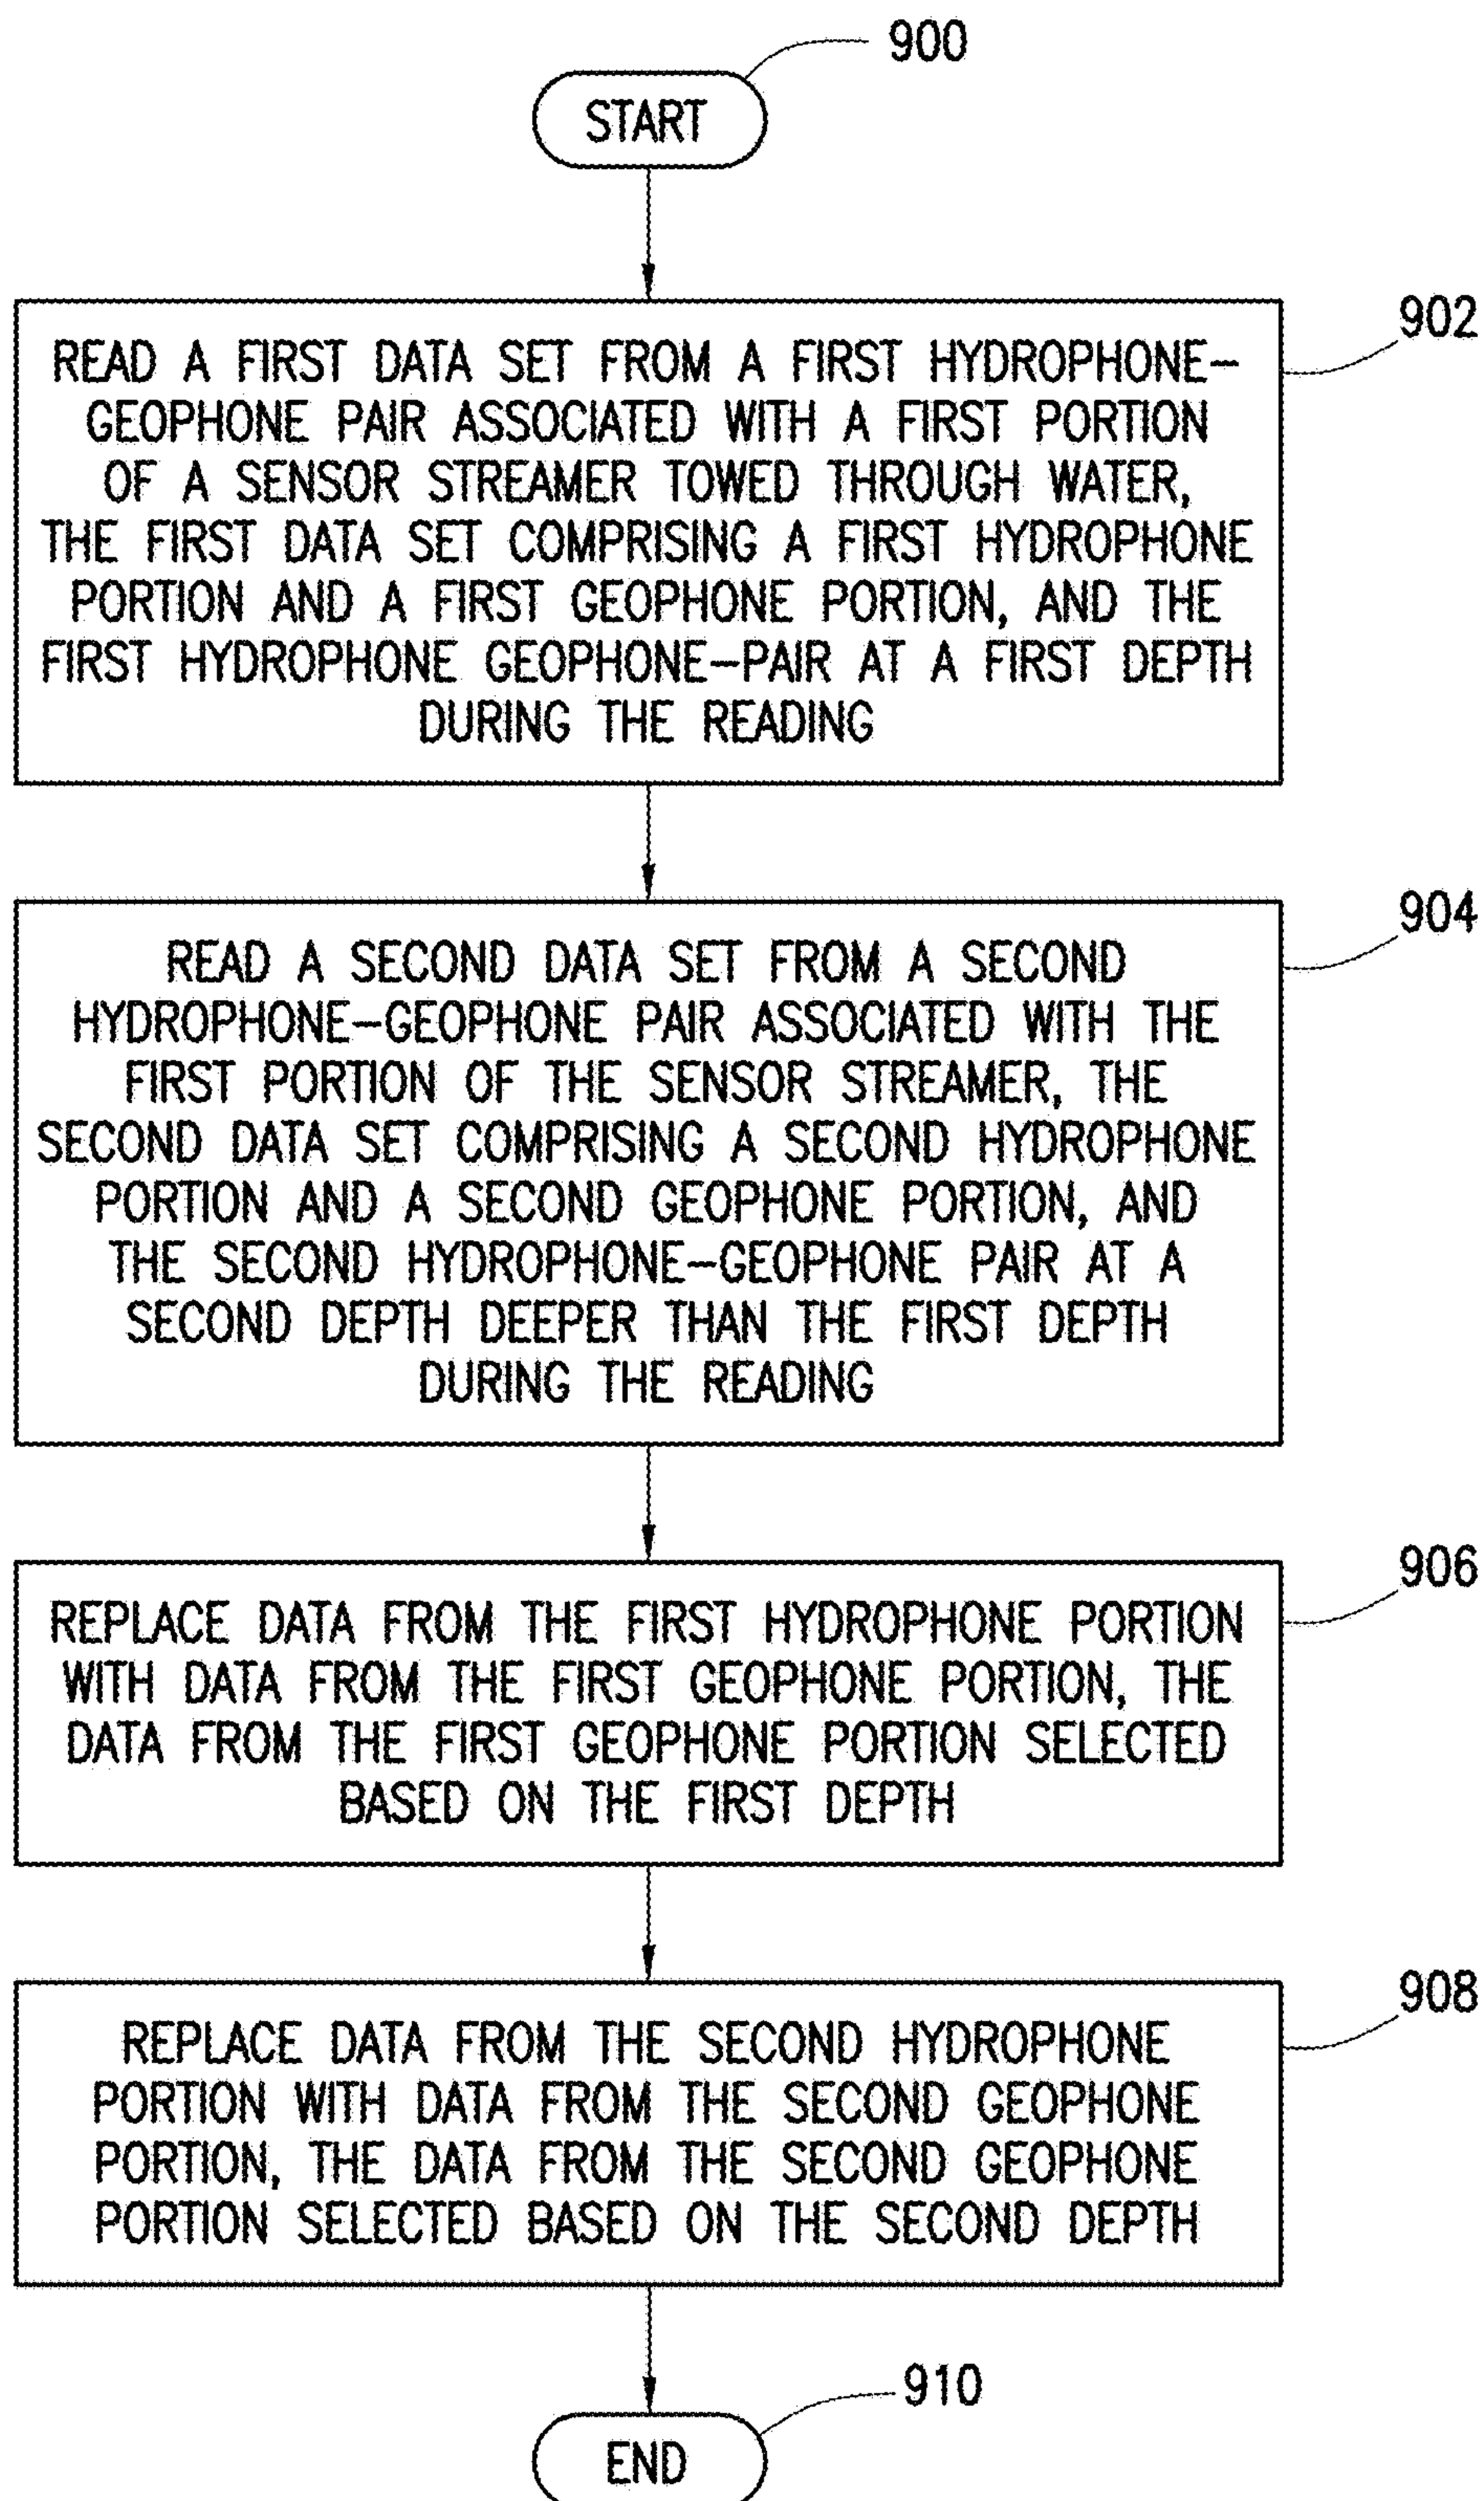 900
START
902
READ A FIRST DATA SET FROM A FIRST HYDROPHONE-
GEOPHONE PAIR ASSOCIATED WITH A FIRST PORTION
OF A SENSOR STREAMER TOWED THROUGH WATER,
THE FIRST DATA SET COMPRISING A FIRST HYDROPHONE
PORTION AND A FIRST GEOPHONE PORTION, AND THE
FIRST HYDROPHONE GEOPHONE-PAIR AT A FIRST DEPTH
DURING THE READING
904
READ A SECOND DATA SET FROM A SECOND
HYDROPHONE-GEOPHONE PAIR ASSOCIATED WITH THE
FIRST PORTION OF THE SENSOR STREAMER, THE
SECOND DATA SET COMPRISING A SECOND HYDROPHONE
PORTION AND A SECOND GEOPHONE PORTION, AND
THE SECOND HYDROPHONE-GEOPHONE PAIR AT A
SECOND DEPTH DEEPER THAN THE FIRST DEPTH
DURING THE READING
906
REPLACE DATA FROM THE FIRST HYDROPHONE PORTION
WITH DATA FROM THE FIRST GEOPHONE PORTION, THE
DATA FROM THE FIRST GEOPHONE PORTION SELECTED
BASED ON THE FIRST DEPTH
908
REPLACE DATA FROM THE SECOND HYDROPHONE
PORTION WITH DATA FROM THE SECOND GEOPHONE
PORTION, THE DATA FROM THE SECOND GEOPHONE
PORTION SELECTED BASED ON THE SECOND DEPTH
910
END